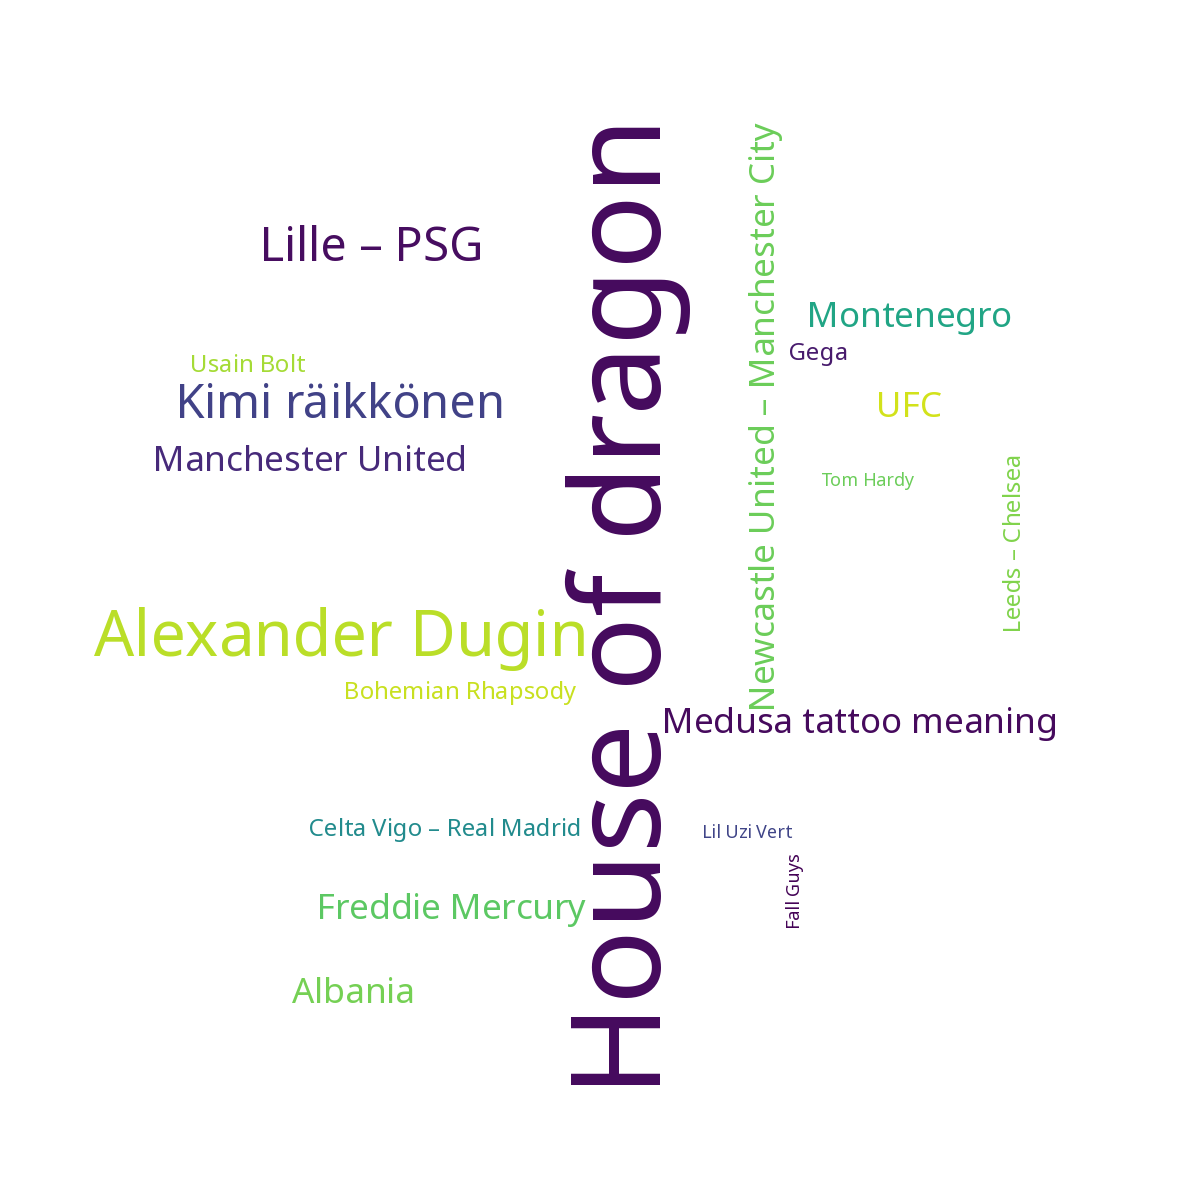 House of dragon
Newcastle United – Manchester City
Lille – PSG
Montenegro
Gega
Usain Bolt
Kimi räikkönen
UFC
Manchester United
Tom Hardy
Leeds – Chelsea
Alexander Dugin
Bohemian Rhapsody
Medusa tattoo meaning
Celta Vigo – Real Madrid
Lil Uzi Vert
Fall Guys
Freddie Mercury
Albania